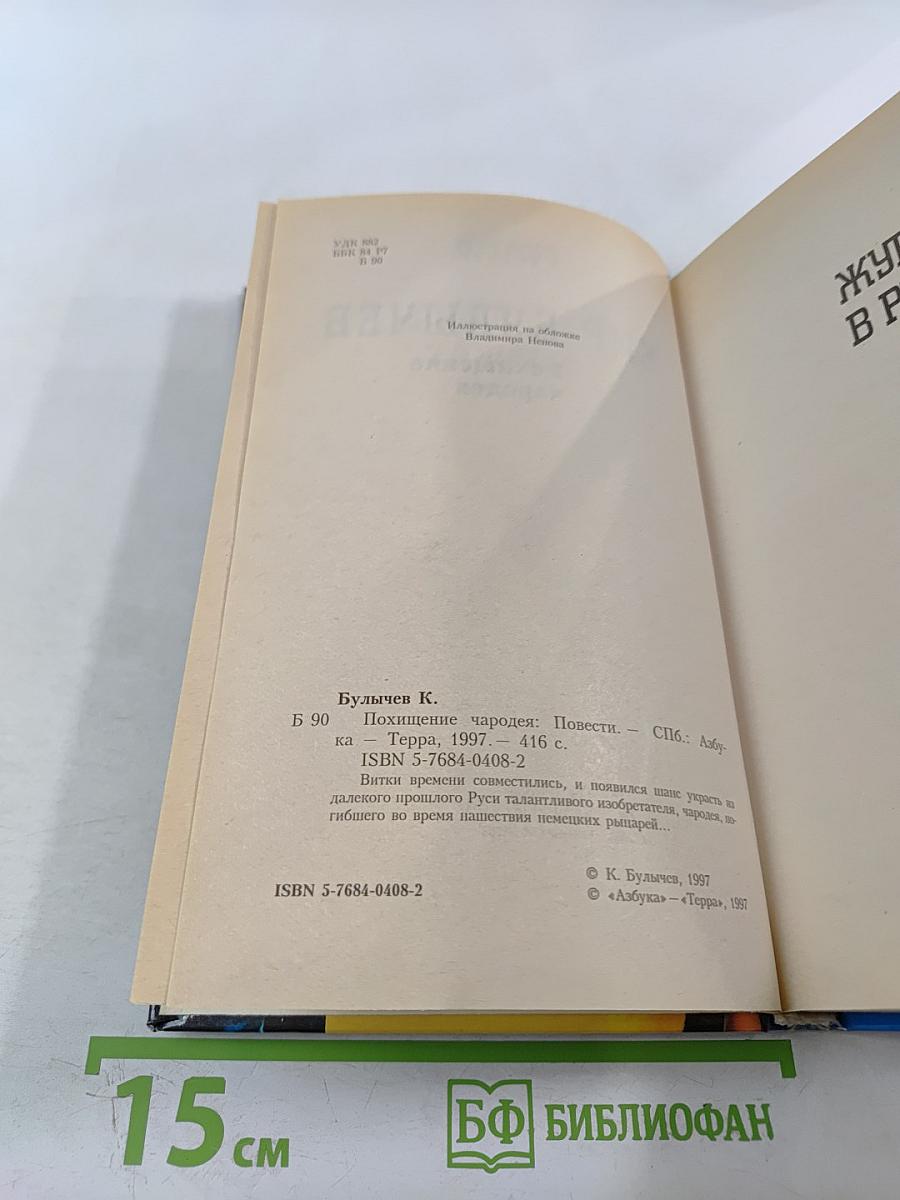 УДК 882
ББК 84 Р7
Б 90
Иллюстрация на обложке
Владимира Ненова
Булычев К.
Б 90 Похищение чародея: Повести. — СПб.: Азбу-
ка — Терра, 1997. — 416 с.
ISBN 5-7684-0408-2
Витки времени совместились, и появился шанс украсть из
далекого прошлого Руси талантливого изобретателя, чародея, по-
гибшего во время нашествия немецких рыцарей...
ISBN 5-7684-0408-2
© К. Булычев, 1997
© «Азбука» — «Терра», 1997
ЖУ
В Р
15 см
БФ БИБЛИОФАН